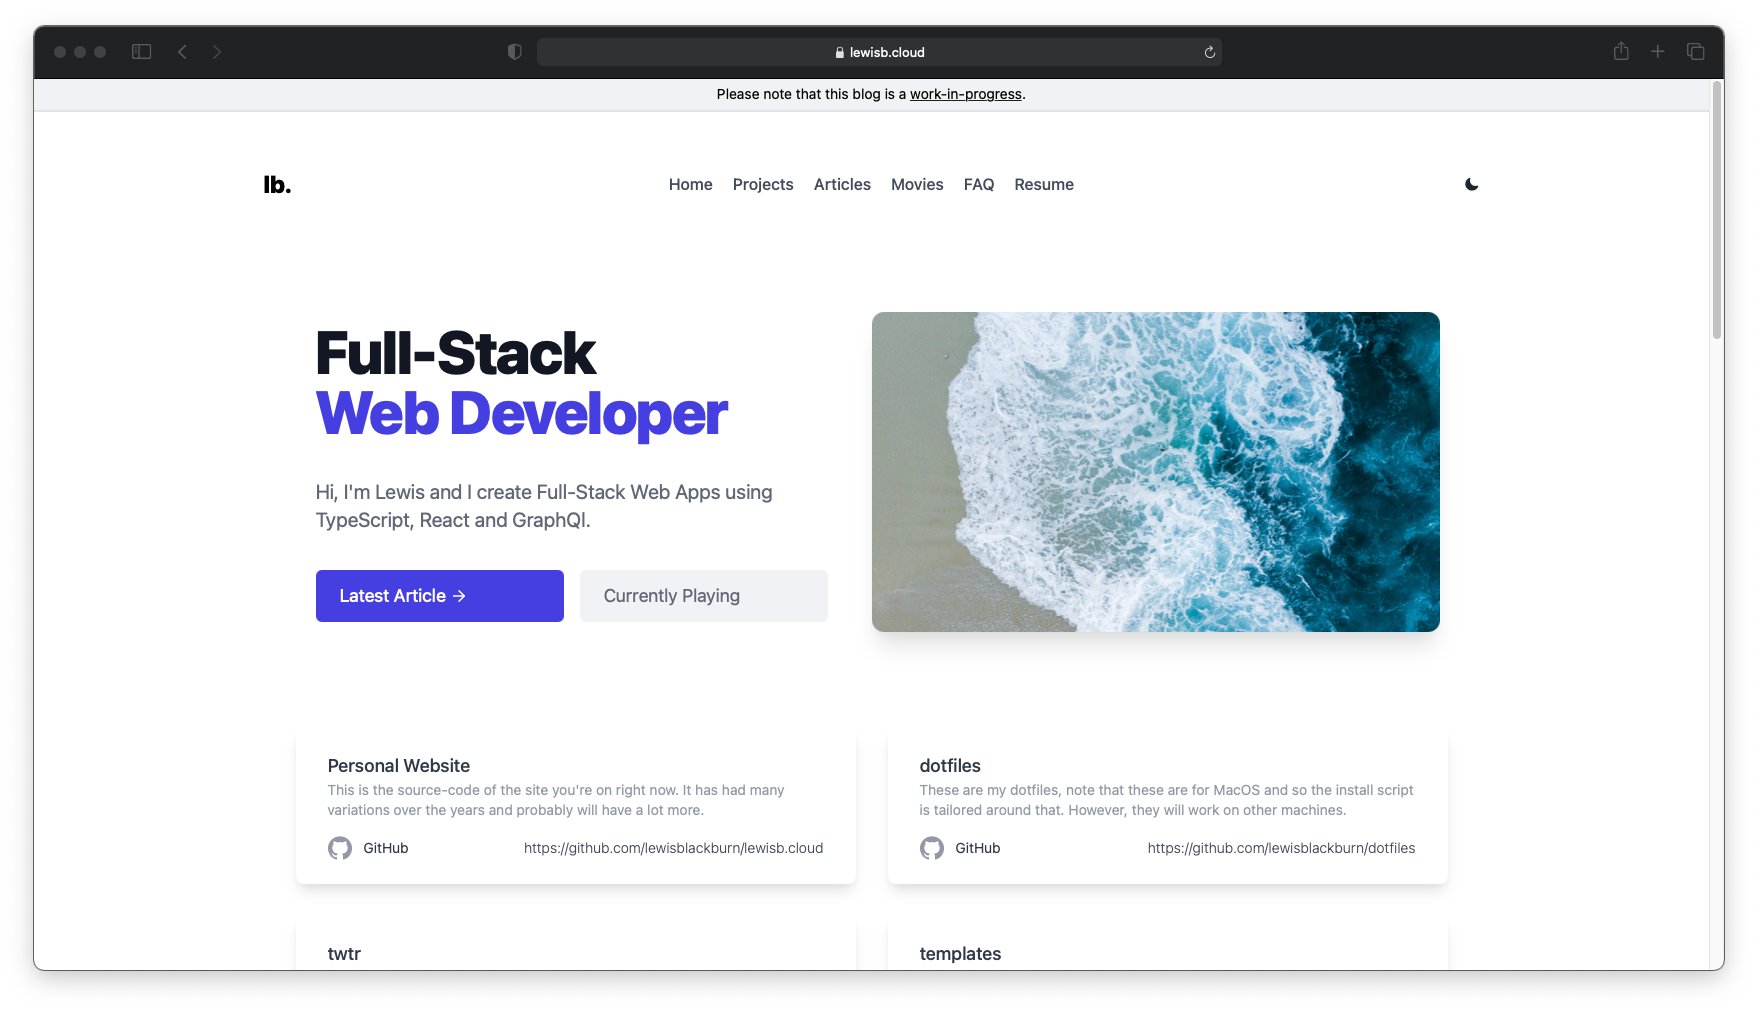 lewisb.cloud
Please note that this blog is a work-in-progress.
lb.
Home Projects Articles Movies FAQ Resume
Full-Stack
Web Developer
Hi, I'm Lewis and I create Full-Stack Web Apps using
TypeScript, React and GraphQl.
Latest Article →
Currently Playing
Personal Website
This is the source-code of the site you're on right now. It has had many
variations over the years and probably will have a lot more.
GitHub
https://github.com/lewisblackburn/lewisb.cloud
dotfiles
These are my dotfiles, note that these are for MacOS and so the install script
is tailored around that. However, they will work on other machines.
GitHub
https://github.com/lewisblackburn/dotfiles
twtr
templates